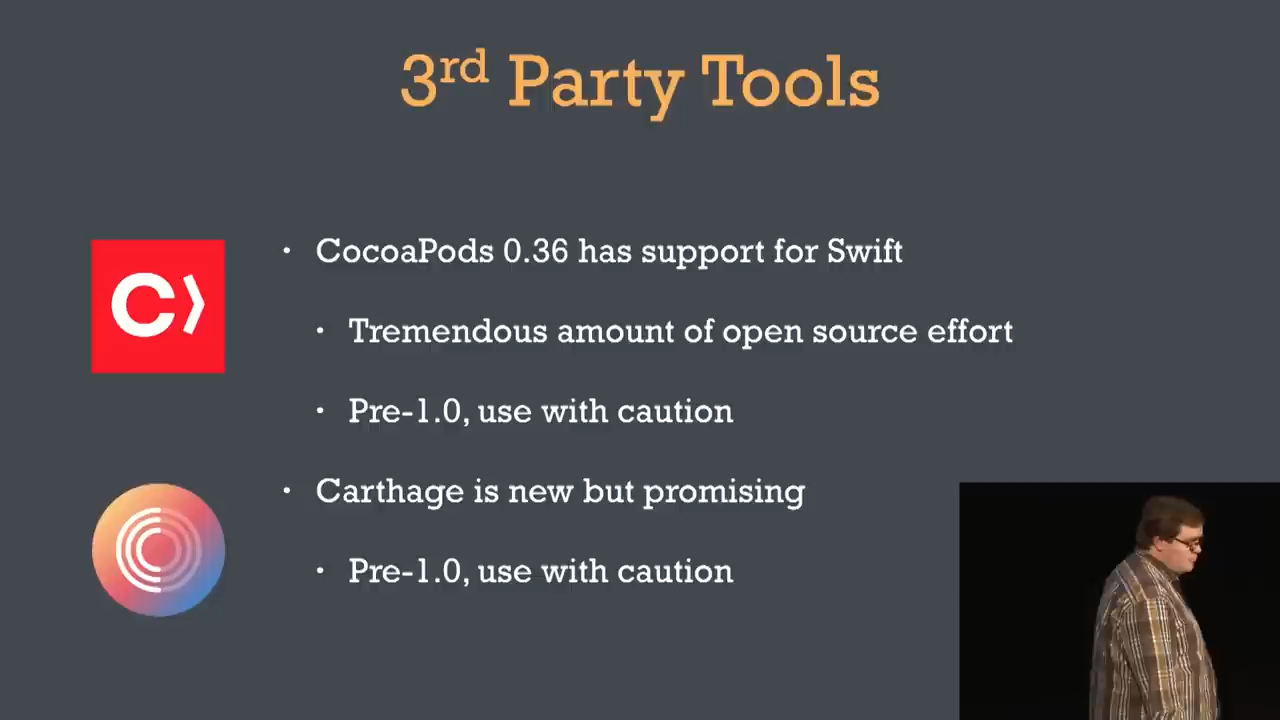 3rd Party Tools
CocoaPods 0.36 has support for Swift
Tremendous amount of open source effort
Pre-1.0, use with caution
Carthage is new but promising
Pre-1.0, use with caution